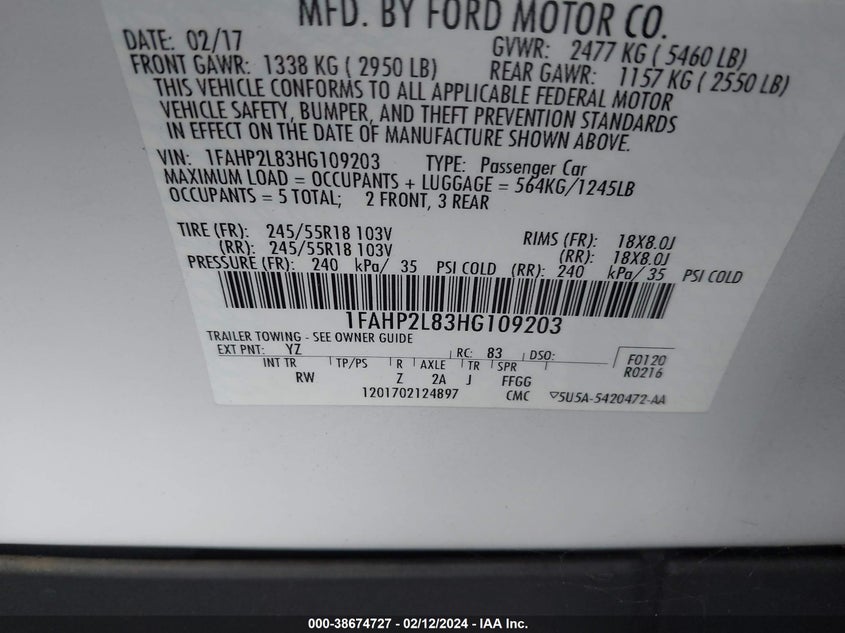 MFD. BY FORD MOTOR CO.
DATE: 02/17 GVWR: 2477 KG ( 5460 LB)
FRONT GAWR: 1338 KG ( 2950 LB) REAR GAWR: 1157 KG ( 2550 LB)
THIS VEHICLE CONFORMS TO ALL APPLICABLE FEDERAL MOTOR
VEHICLE SAFETY, BUMPER, AND THEFT PREVENTION STANDARDS
IN EFFECT ON THE DATE OF MANUFACTURE SHOWN ABOVE.
VIN: 1FAHP2L83HG109203 TYPE: Passenger Car
MAXIMUM LOAD = OCCUPANTS + LUGGAGE = 564KG/1245LB
OCCUPANTS = 5 TOTAL; 2 FRONT, 3 REAR
TIRE (FR): 245/55R18 103V RIMS (FR): 18X8.0J
(RR): 245/55R18 103V (RR): 18X8.0J
PRESSURE (FR): 240 kPa/ 35 PSI COLD (RR): 240 kPa/ 35 PSI COLD
1FAHP2L83HG109203
TRAILER TOWING - SEE OWNER GUIDE
EXT PNT: YZ RC: 83 DSO: F0120
INT TR TP/PS R AXLE TR SPR R0216
RW Z 2A J FFGG
1201702124897 CMC ▽5U5A-5420472-AA
000-38674727 - 02/12/2024 - IAA Inc.